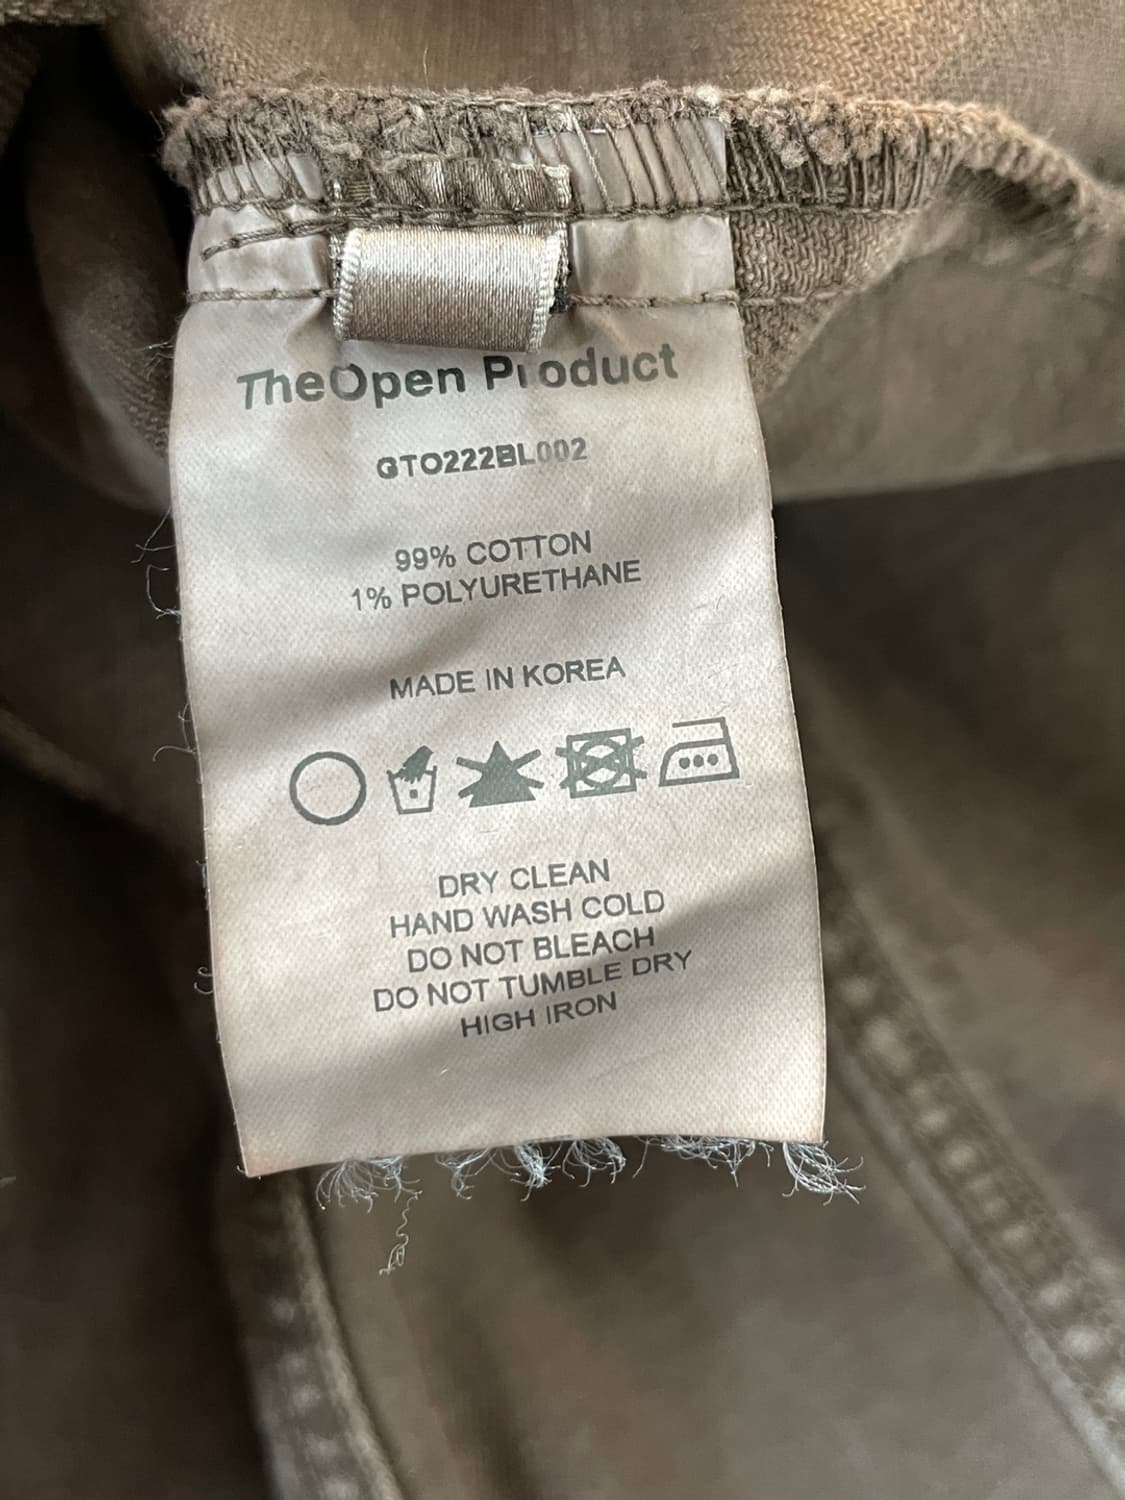 TheOpen Product
GTO222BL002
99% COTTON
1% POLYURETHANE
MADE IN KOREA
DRY CLEAN
HAND WASH COLD
DO NOT BLEACH
DO NOT TUMBLE DRY
HIGH IRON